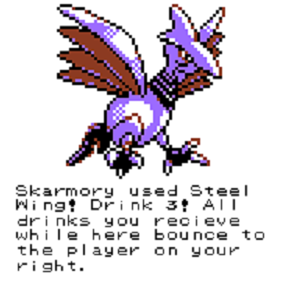 Skarmory used Steel
Wing! Drink 3! All
drinks you recieve
while here bounce to
the player on your
right.